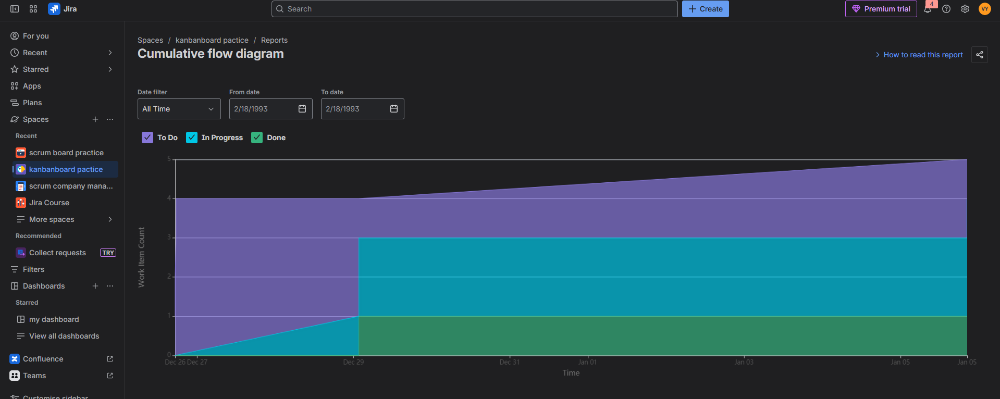 Jira
Search
Create
Premium trial
4
VY
For you
Recent
Starred
Apps
Plans
Spaces
Recent
scrum board practice
kanbanboard pactice
scrum company mana...
Jira Course
More spaces
Recommended
Collect requests TRY
Filters
Dashboards
Starred
my dashboard
View all dashboards
Confluence
Teams
Customise sidebar
Spaces / kanbanboard pactice / Reports
Cumulative flow diagram
How to read this report
Date filter From date To date
All Time 2/18/1993 2/18/1993
To Do In Progress Done
5
4
3
2
1
0
Work Item Count
Dec 26 Dec 27 Dec 29 Dec 31 Jan 01 Jan 03 Jan 05 Jan 05
Time